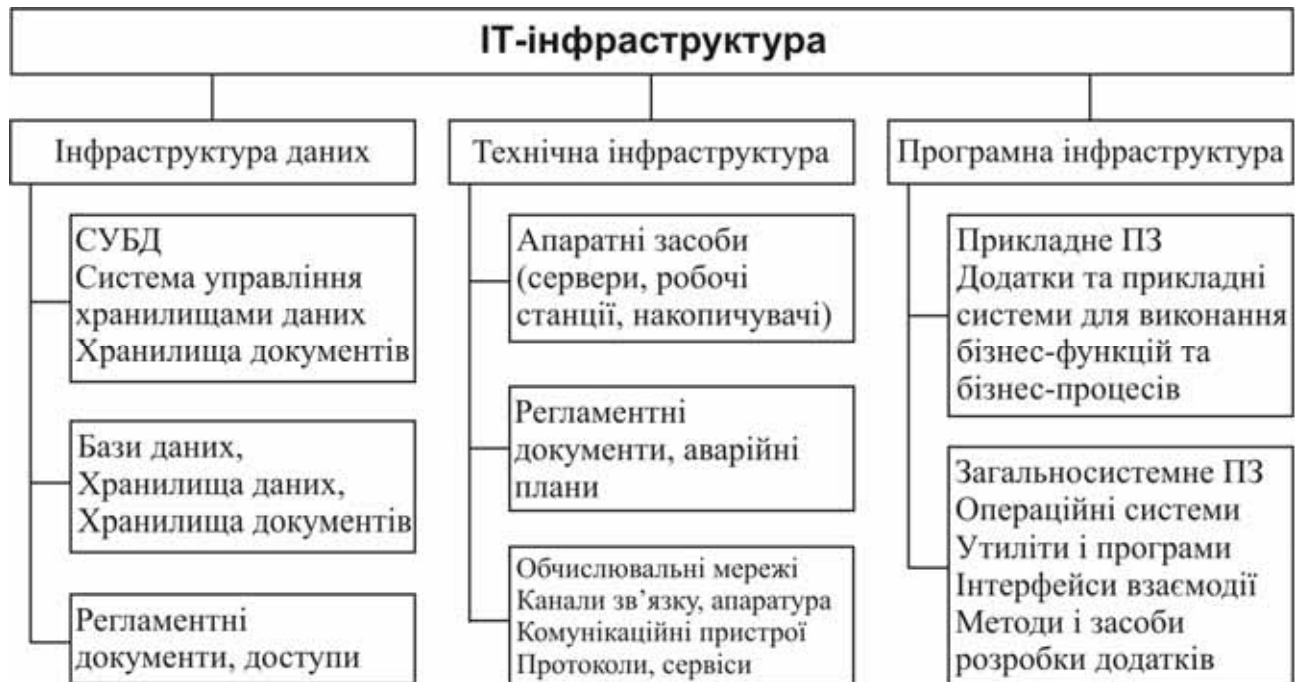 ІТ-інфраструктура
Інфраструктура даних
СУБД
Система управління
хранилищами даних
Хранилища документів
Бази даних,
Хранилища даних,
Хранилища документів
Регламентні
документи, доступи
Технічна інфраструктура
Апаратні засоби
(сервери, робочі
станції, накопичувачі)
Регламентні
документи, аварійні
плани
Обчислювальні мережі
Канали зв’язку, апаратура
Комунікаційні пристрої
Протоколи, сервіси
Програмна інфраструктура
Прикладне ПЗ
Додатки та прикладні
системи для виконання
бізнес-функцій та
бізнес-процесів
Загальносистемне ПЗ
Операційні системи
Утиліти і програми
Інтерфейси взаємодії
Методи і засоби
розробки додатків